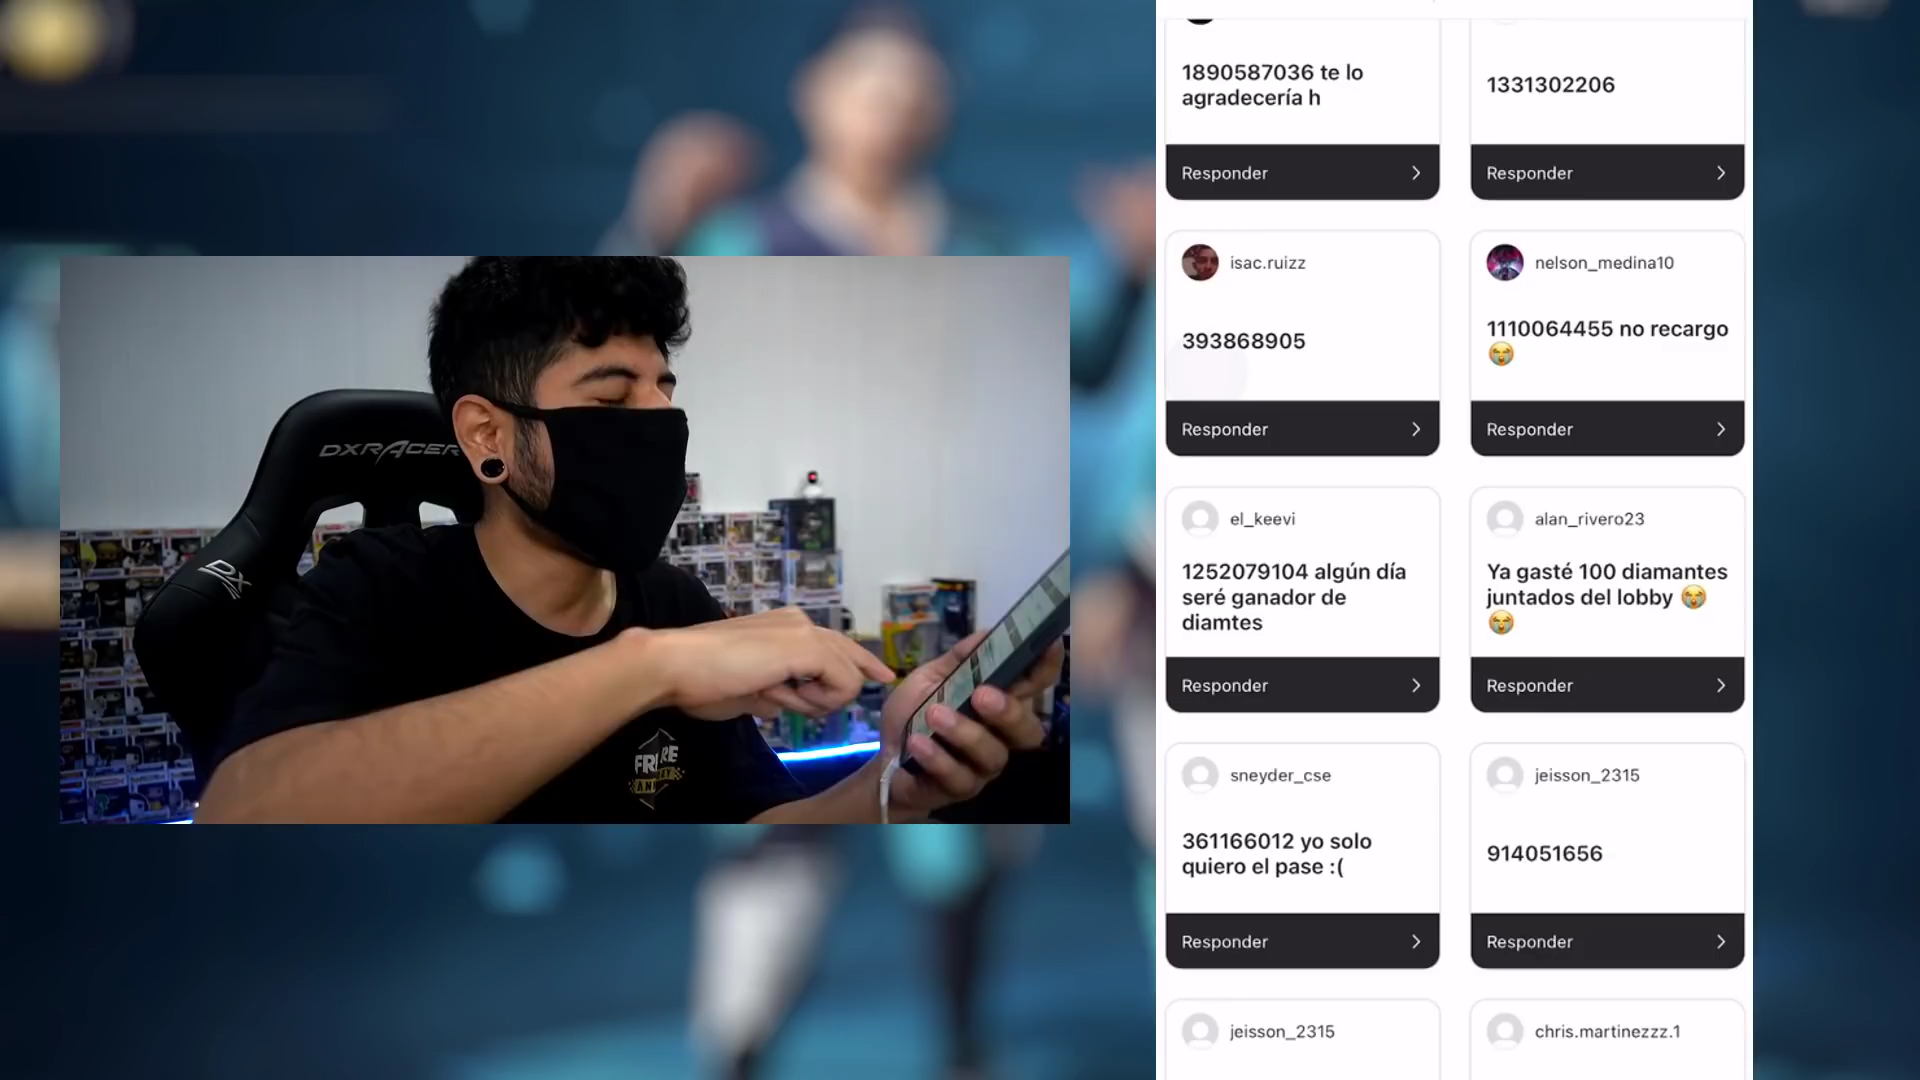 1890587036 te lo
agradecería h
Responder
1331302206
Responder
isac.ruizz
393868905
Responder
nelson_medina10
1110064455 no recargo
😭
Responder
el_keevi
1252079104 algún día
seré ganador de
diamtes
Responder
alan_rivero23
Ya gasté 100 diamantes
juntados del lobby 😭
😭
Responder
sneyder_cse
361166012 yo solo
quiero el pase :(
Responder
jeisson_2315
914051656
Responder
jeisson_2315
chris.martinezzz.1
DXRACER
DX